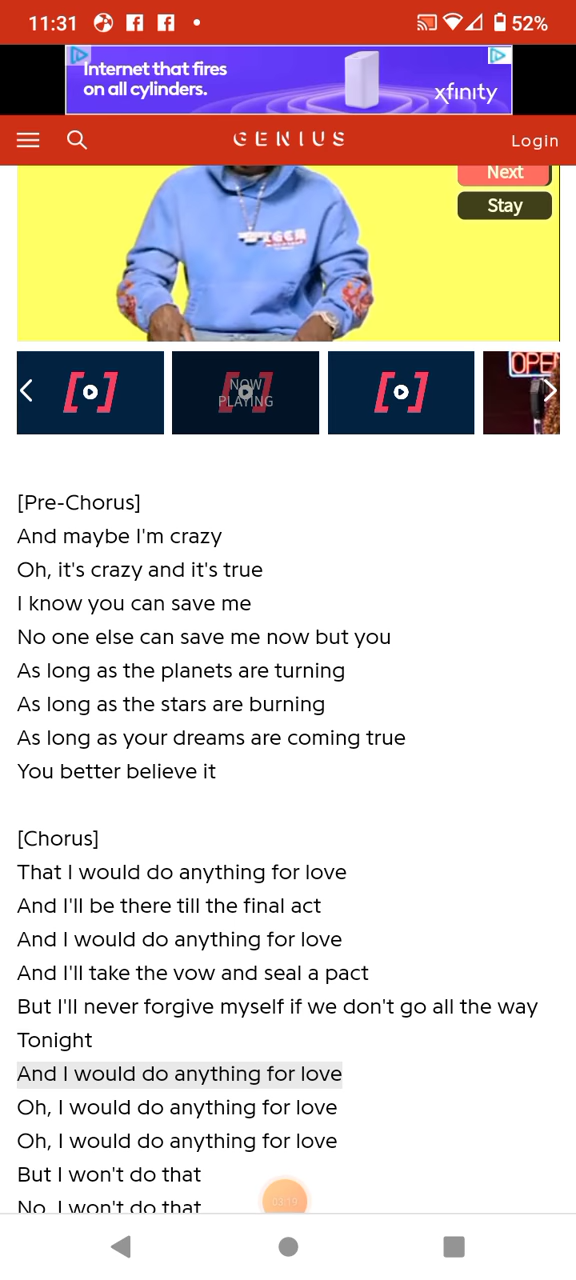 11:31
52%
Internet that fires
on all cylinders.
xfinity
GENIUS
Login
Next
Stay
NOW
PLAYING
OPEN
[Pre-Chorus]
And maybe I'm crazy
Oh, it's crazy and it's true
I know you can save me
No one else can save me now but you
As long as the planets are turning
As long as the stars are burning
As long as your dreams are coming true
You better believe it
[Chorus]
That I would do anything for love
And I'll be there till the final act
And I would do anything for love
And I'll take the vow and seal a pact
But I'll never forgive myself if we don't go all the way
Tonight
And I would do anything for love
Oh, I would do anything for love
Oh, I would do anything for love
But I won't do that
No, I won't do that